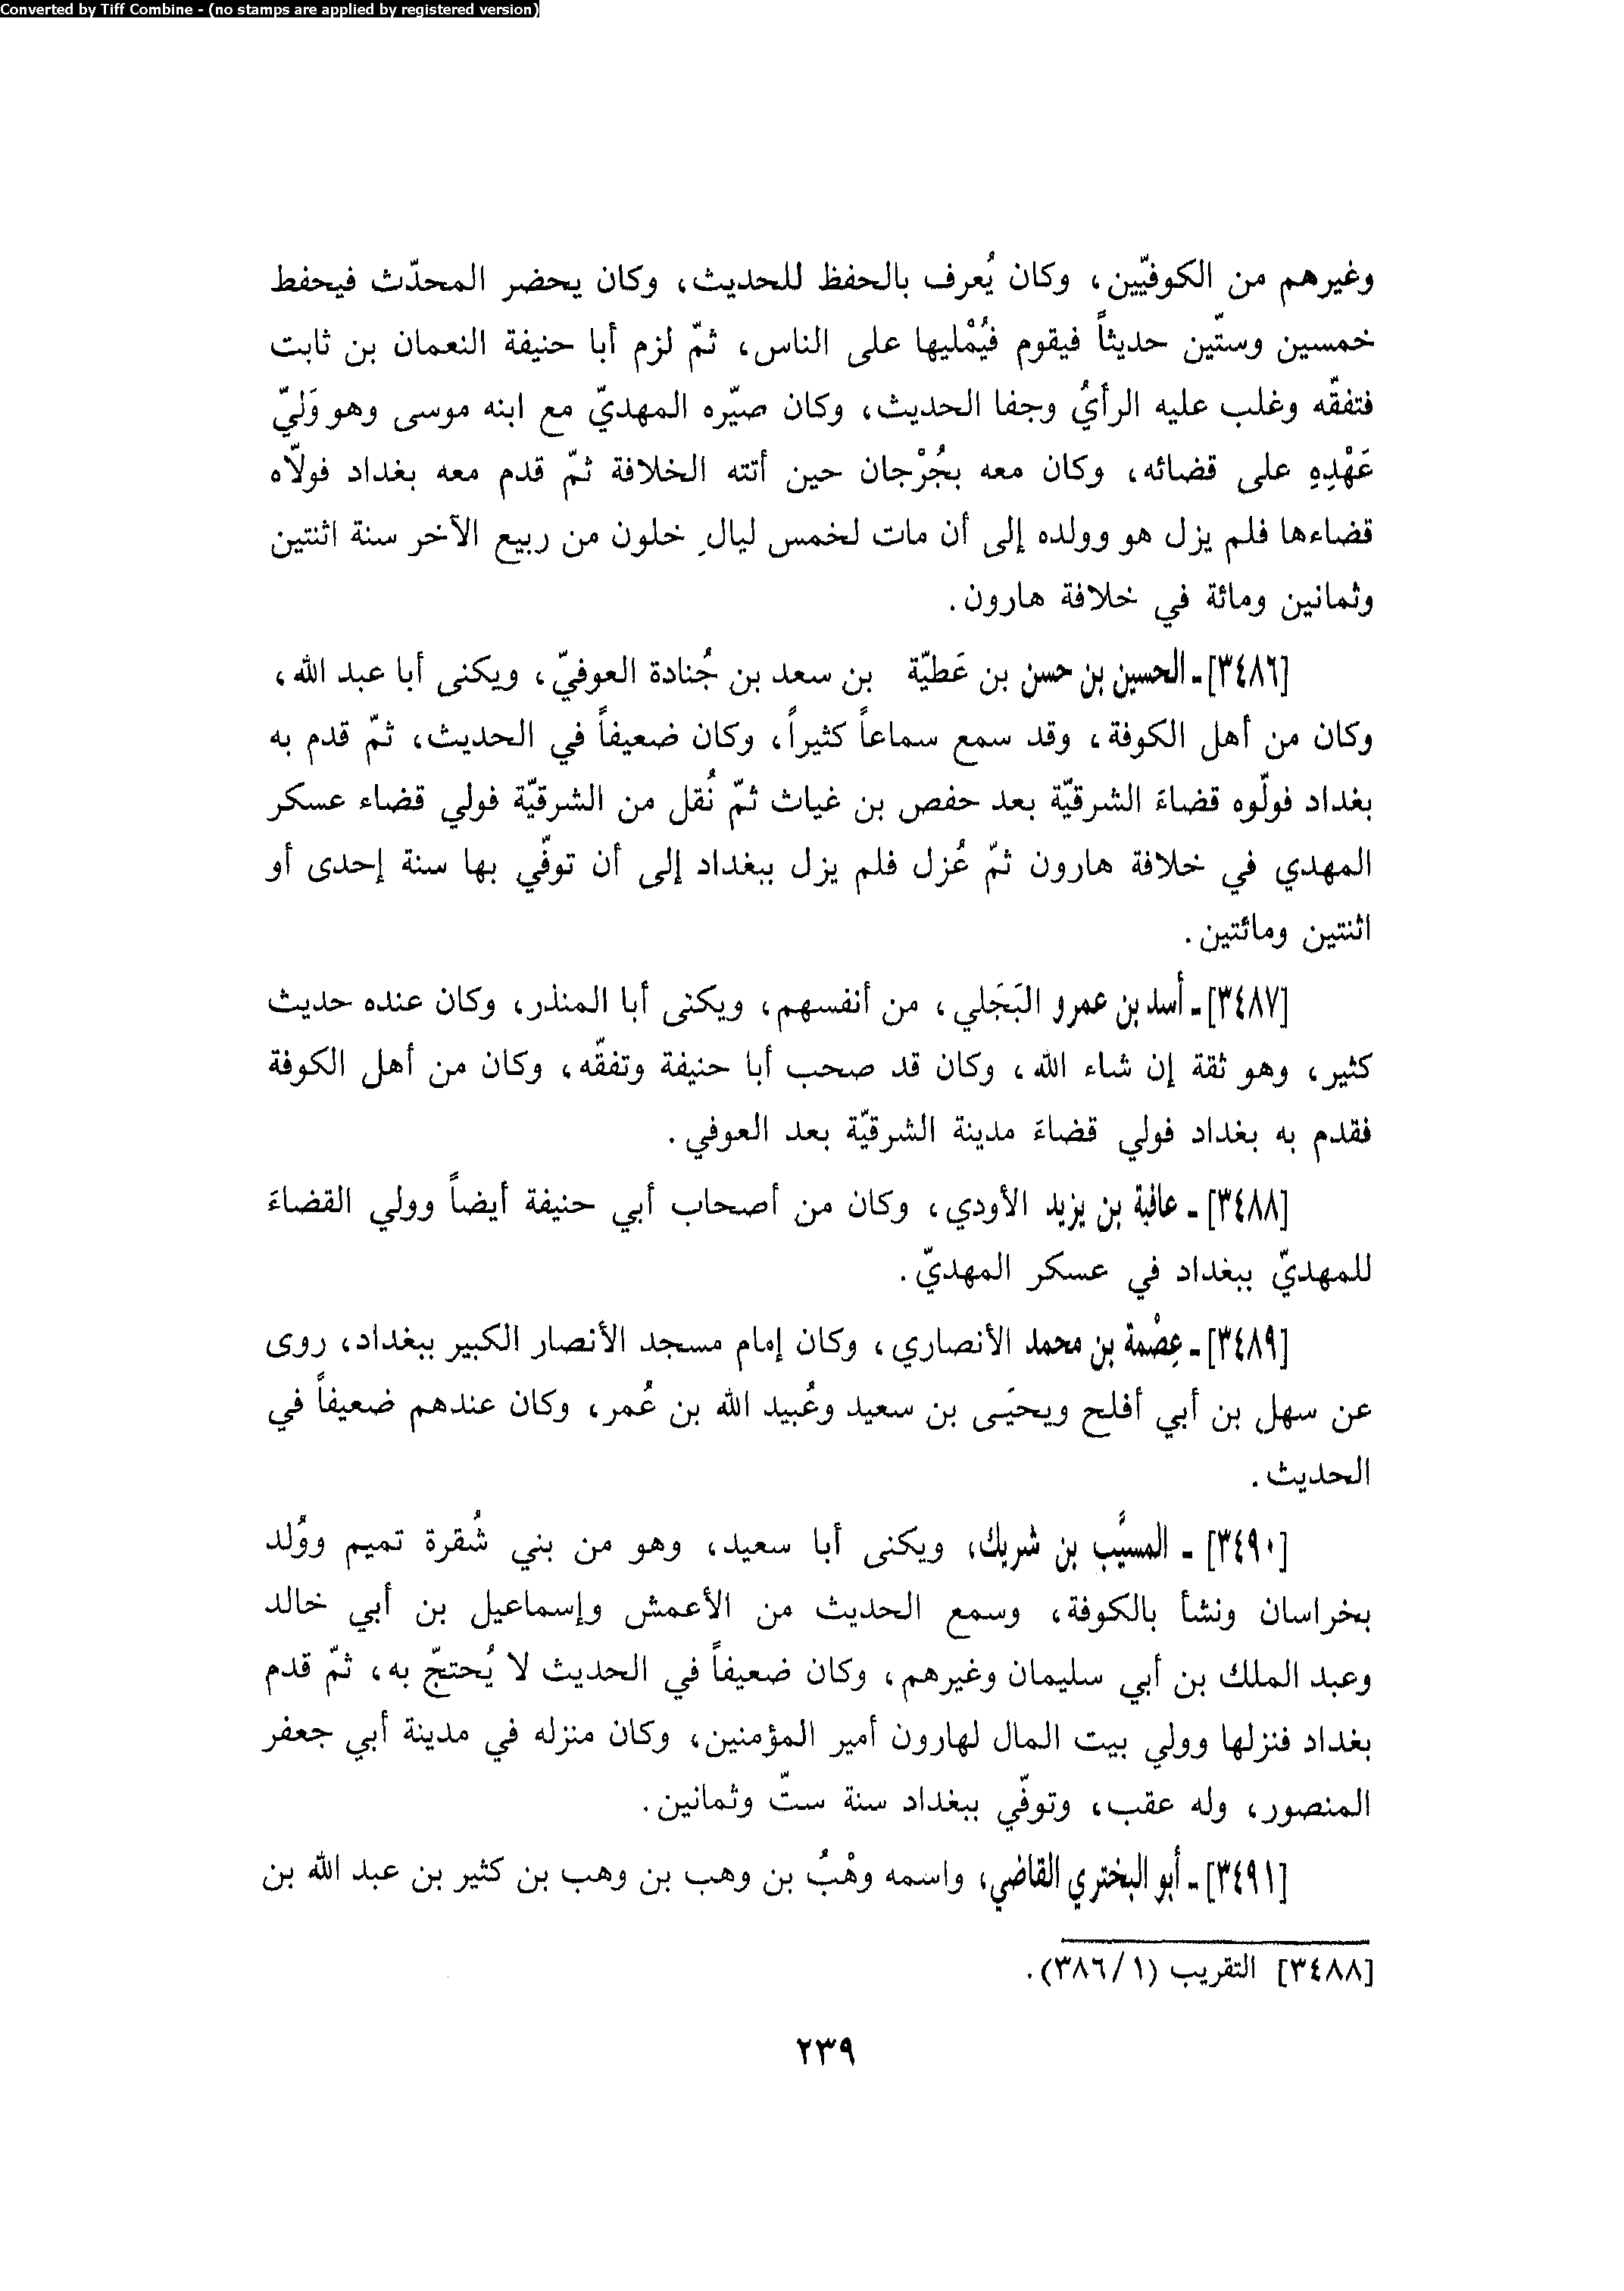 Converted by Tiff Combine - (no stamps are applied by registered version)
وغيرهم من الكوفيّين، وكان يُعرف بالحفظ للحديث، وكان يحضر المحدّث فيحفط
خمسين وستّين حديثاً فيقوم فيُمْليها على الناس، ثمّ لزم أبا حنيفة النعمان بن ثابت
فتفقّه وغلب عليه الرأيُ وجفا الحديث، وكان صيّره المهديّ مع ابنه موسى وهو وَليّ
عَهْدِهِ على قضائه، وكان معه بجُرْجان حين أتته الخلافة ثمّ قدم معه بغداد فولّاه
قضاءها فلم يزل هو وولده إلى أن مات لخمس ليالٍ خلون من ربيع الآخر سنة اثنتين
وثمانين ومائة في خلافة هارون.
[٣٤٨٦] ـ الحسين بن حسن بن عَطيّة بن سعد بن جُنادة العوفيّ، ويكنى أبا عبد الله،
وكان من أهل الكوفة، وقد سمع سماعاً كثيراً، وكان ضعيفاً في الحديث، ثمّ قدم به
بغداد فولّوه قضاءَ الشرقيّة بعد حفص بن غياث ثمّ نُقل من الشرقيّة فولي قضاء عسكر
المهدي في خلافة هارون ثمّ عُزل فلم يزل ببغداد إلى أن توفّي بها سنة إحدى أو
اثنتين ومائتين.
[٣٤٨٧] ـ أسد بن عمرو البَجَلي، من أنفسهم، ويكنى أبا المنذر، وكان عنده حديث
كثير، وهو ثقة إن شاء الله، وكان قد صحب أبا حنيفة وتفقّه، وكان من أهل الكوفة
فقدم به بغداد فولي قضاءَ مدينة الشرقيّة بعد العوفي.
[٣٤٨٨] ـ عافية بن يزيد الأودي، وكان من أصحاب أبي حنيفة أيضاً وولي القضاءَ
للمهديّ ببغداد في عسكر المهديّ.
[٣٤٨٩] ـ عِصْمة بن محمد الأنصاري، وكان إمام مسجد الأنصار الكبير ببغداد، روى
عن سهل بن أبي أفلح ويحيَى بن سعيد وعُبيد الله بن عُمر، وكان عندهم ضعيفاً في
الحديث.
[٣٤٩٠] ـ المسيَّب بن شريك، ويكنى أبا سعيد، وهو من بني شُقرة تميم ووُلد
بخراسان ونشأ بالكوفة، وسمع الحديث من الأعمش وإسماعيل بن أبي خالد
وعبد الملك بن أبي سليمان وغيرهم، وكان ضعيفاً في الحديث لا يُحتجّ به، ثمّ قدم
بغداد فنزلها وولي بيت المال لهارون أمير المؤمنين، وكان منزله في مدينة أبي جعفر
المنصور، وله عقب، وتوفّي ببغداد سنة ستّ وثمانين.
[٣٤٩١] ـ أبو البختري القاضي، واسمه وهْبُ بن وهب بن وهب بن كثير بن عبد الله بن
[٣٤٨٨] التقريب (٣٨٦/١).
٢٣٩